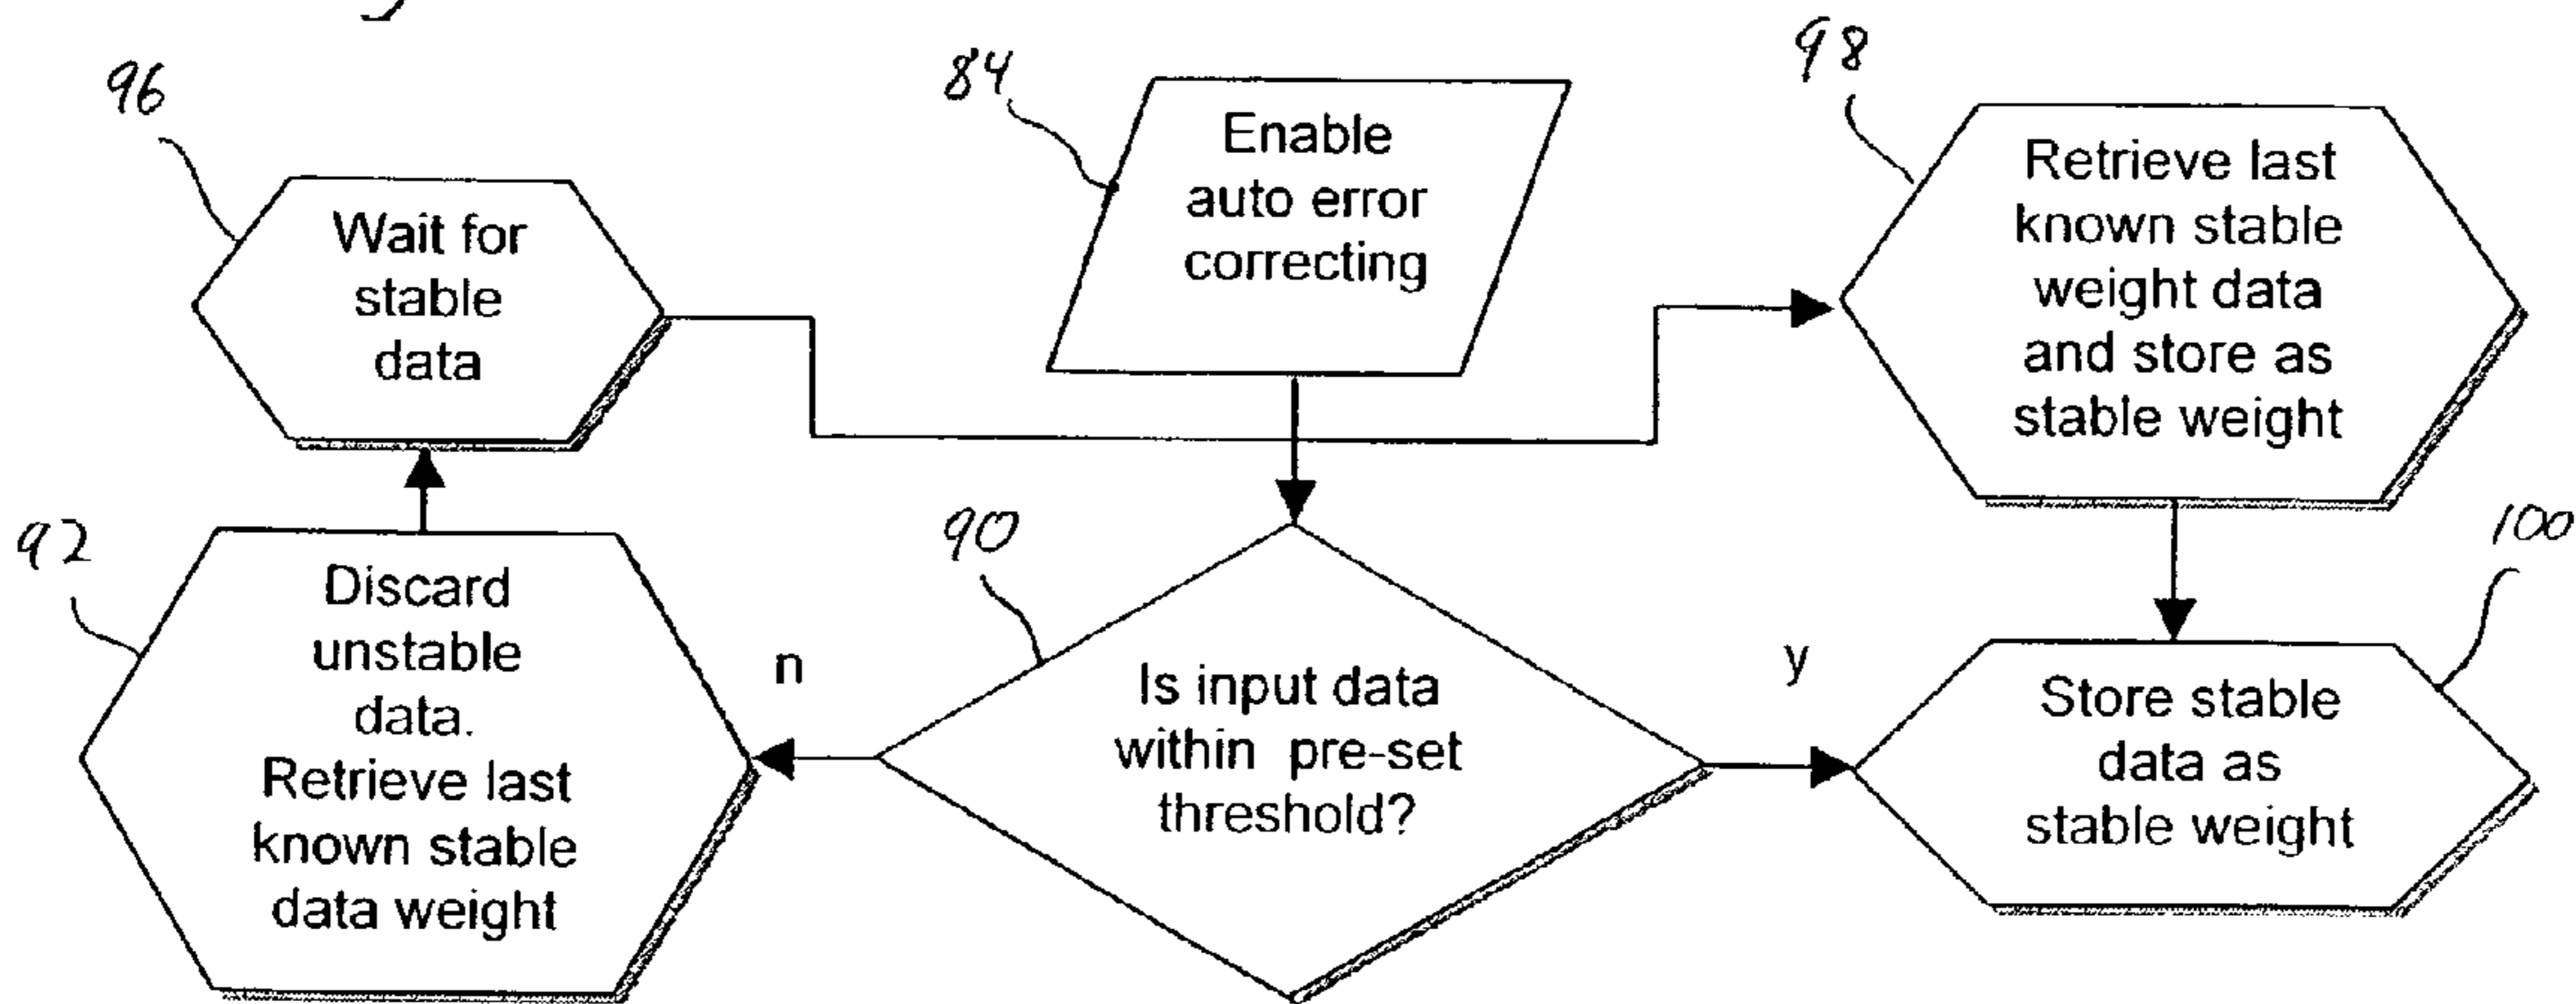 96
Wait for
stable
data
84
Enable
auto error
correcting
98
Retrieve last
known stable
weight data
and store as
stable weight
92
Discard
unstable
data.
Retrieve last
known stable
data weight
n
90
Is input data
within pre-set
threshold?
y
100
Store stable
data as
stable weight